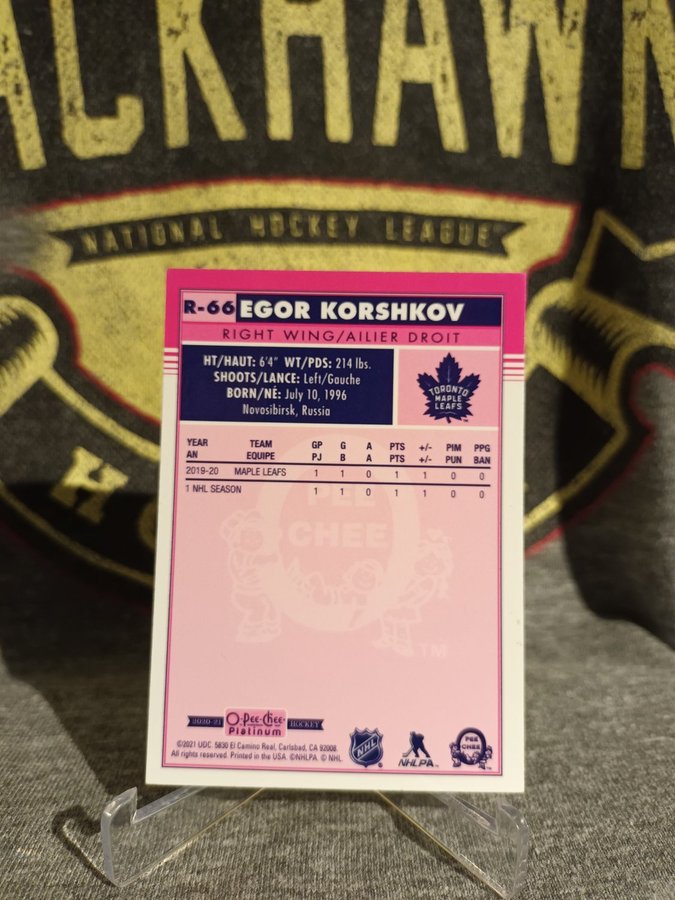 ACKHAWK
NATIONAL HOCKEY LEAGUE
R-66 EGOR KORSHKOV
RIGHT WING/AILIER DROIT
HT/HAUT: 6'4" WT/PDS: 214 lbs.
SHOOTS/LANCE: Left/Gauche
BORN/NÉ: July 10, 1996
Novosibirsk, Russia
TORONTO
MAPLE
LEAFS
YEAR TEAM GP G A PTS +/- PIM PPG
AN EQUIPE PJ B A PTS +/- PUN BAN
2019-20 MAPLE LEAFS 1 1 0 1 1 0 0
1 NHL SEASON 1 1 0 1 1 0 0
PEE
CHEE
TM
2020-21 O-Pee-Chee HOCKEY
Platinum
©2021 UDC. 5830 El Camino Real, Carlsbad, CA 92008.
All rights reserved. Printed in the USA. ©NHLPA. © NHL.
NHL
NHLPA
PEE
CHEE